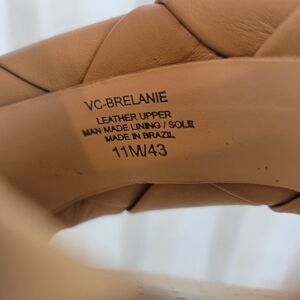 VC-BRELANIE
LEATHER UPPER
MAN MADE LINING / SOLE
MADE IN BRAZIL
11M/43